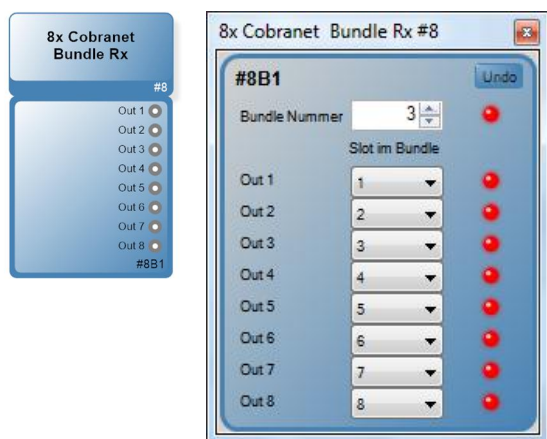 8x Cobranet
Bundle Rx
#8
Out 1
Out 2
Out 3
Out 4
Out 5
Out 6
Out 7
Out 8
#8B1
8x Cobranet Bundle Rx #8
#8B1 Undo
Bundle Nummer 3
Slot im Bundle
Out 1 1
Out 2 2
Out 3 3
Out 4 4
Out 5 5
Out 6 6
Out 7 7
Out 8 8